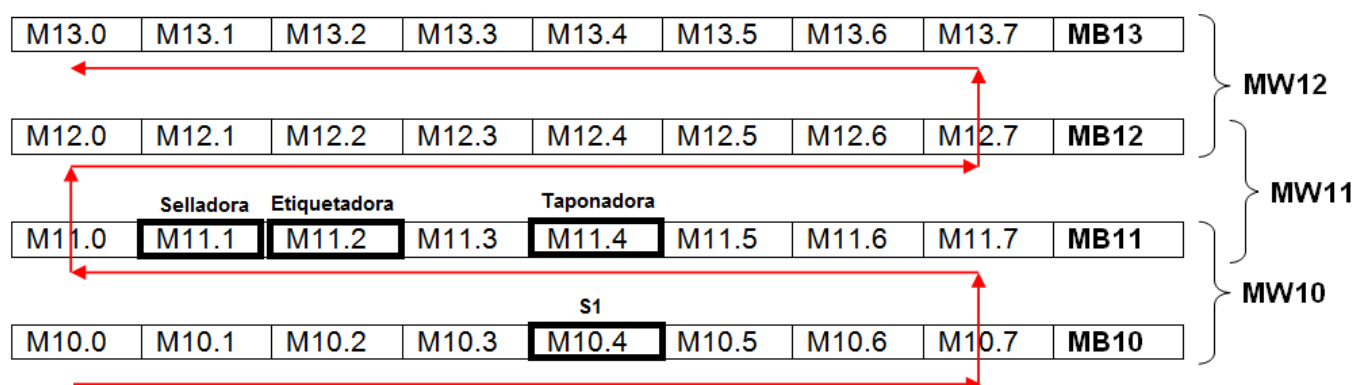 M13.0 M13.1 M13.2 M13.3 M13.4 M13.5 M13.6 M13.7 MB13
MW12
M12.0 M12.1 M12.2 M12.3 M12.4 M12.5 M12.6 M12.7 MB12
MW11
Selladora Etiquetadora Taponadora
M11.0 M11.1 M11.2 M11.3 M11.4 M11.5 M11.6 M11.7 MB11
MW10
S1
M10.0 M10.1 M10.2 M10.3 M10.4 M10.5 M10.6 M10.7 MB10